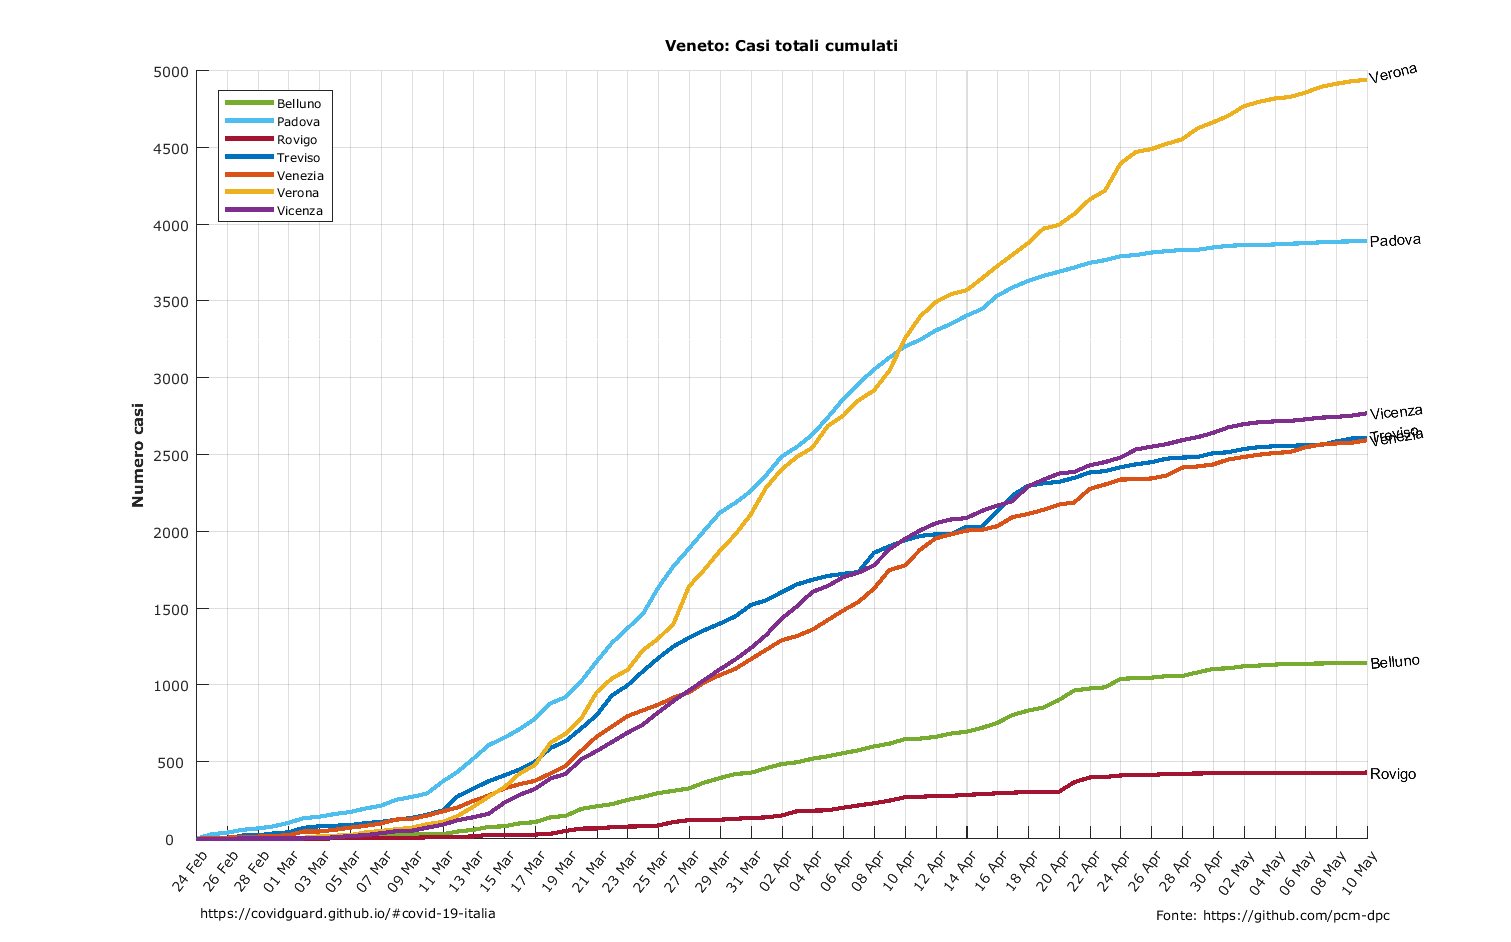 Veneto: Casi totali cumulati
5000
4500
4000
3500
3000
2500
2000
1500
1000
500
0
Numero casi
Belluno
Padova
Rovigo
Treviso
Venezia
Verona
Vicenza
Verona
Padova
Vicenza
Treviso
Venezia
Belluno
Rovigo
24 Feb
26 Feb
28 Feb
01 Mar
03 Mar
05 Mar
07 Mar
09 Mar
11 Mar
13 Mar
15 Mar
17 Mar
19 Mar
21 Mar
23 Mar
25 Mar
27 Mar
29 Mar
31 Mar
02 Apr
04 Apr
06 Apr
08 Apr
10 Apr
12 Apr
14 Apr
16 Apr
18 Apr
20 Apr
22 Apr
24 Apr
26 Apr
28 Apr
30 Apr
02 May
04 May
06 May
08 May
10 May
https://covidguard.github.io/#covid-19-italia
Fonte: https://github.com/pcm-dpc